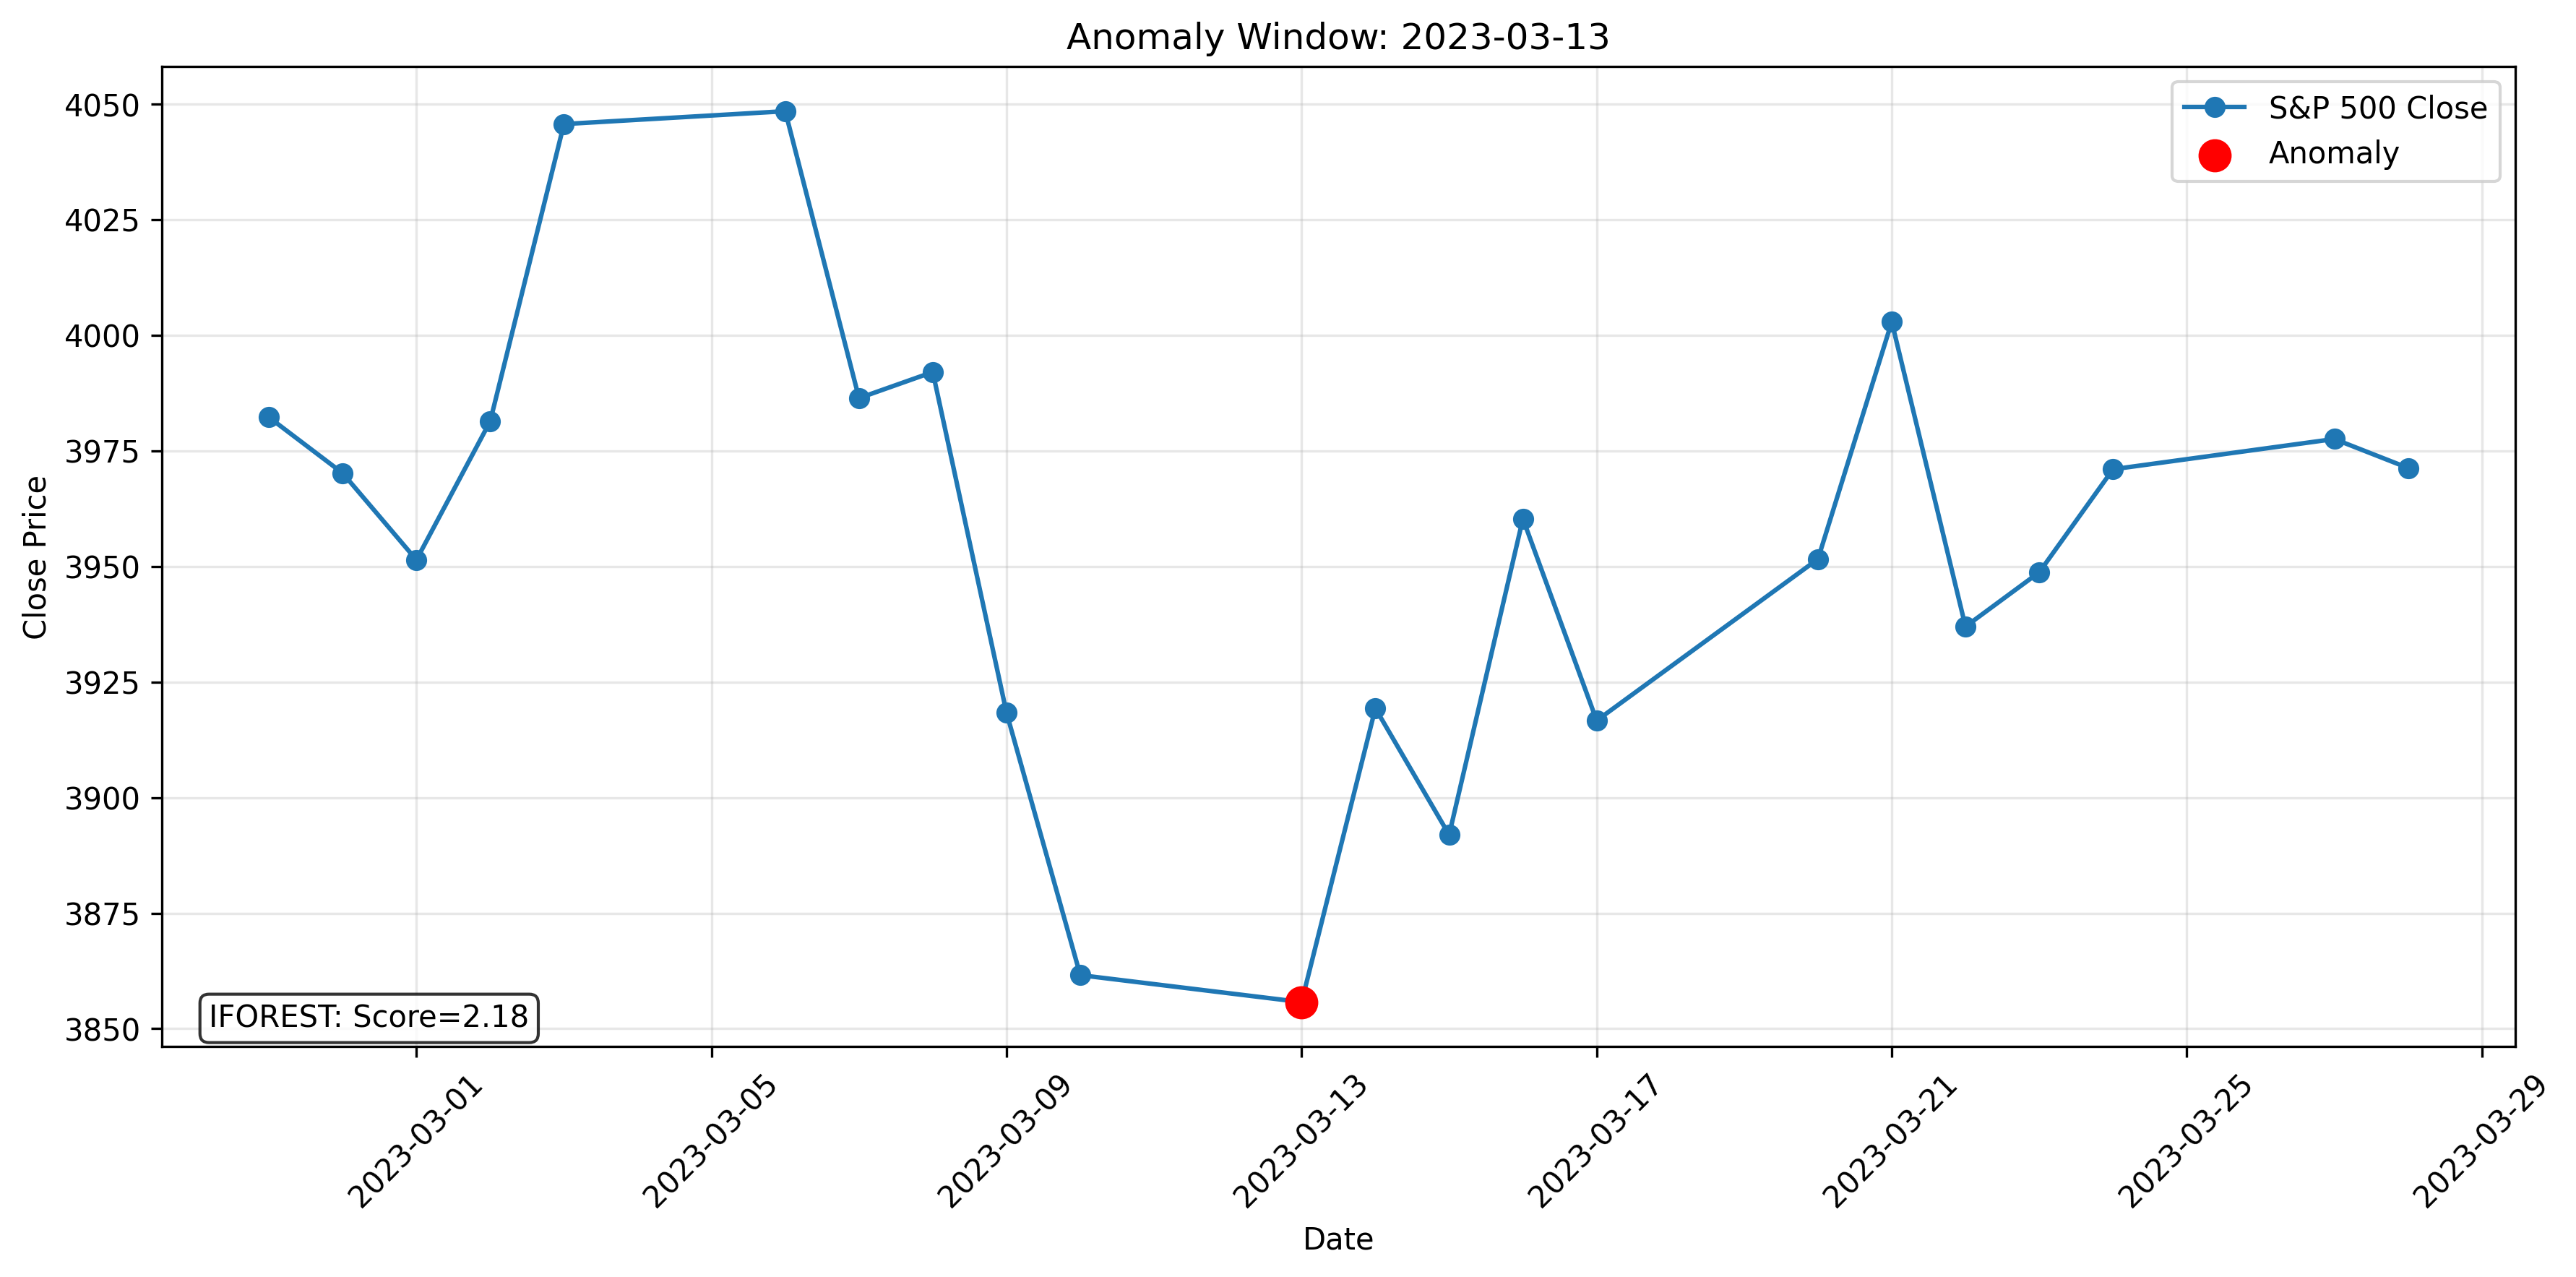 Anomaly Window: 2023-03-13
S&P 500 Close
Anomaly
4050
4025
4000
3975
3950
3925
3900
3875
3850
Close Price
IFOREST: Score=2.18
2023-03-01
2023-03-05
2023-03-09
2023-03-13
2023-03-17
2023-03-21
2023-03-25
2023-03-29
Date